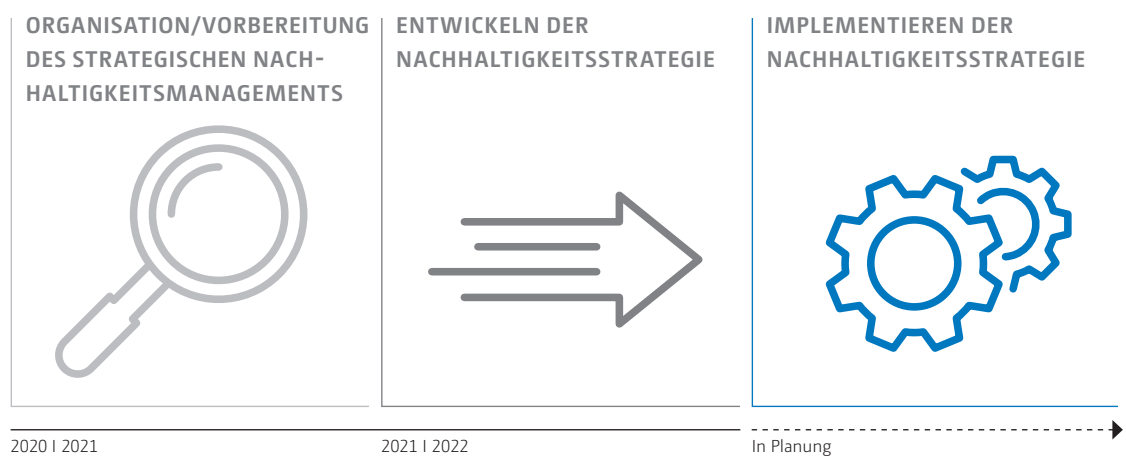 ORGANISATION/VORBEREITUNG
DES STRATEGISCHEN NACH-
HALTIGKEITSMANAGEMENTS
ENTWICKELN DER
NACHHALTIGKEITSSTRATEGIE
IMPLEMENTIEREN DER
NACHHALTIGKEITSSTRATEGIE
2020 I 2021
2021 I 2022
In Planung